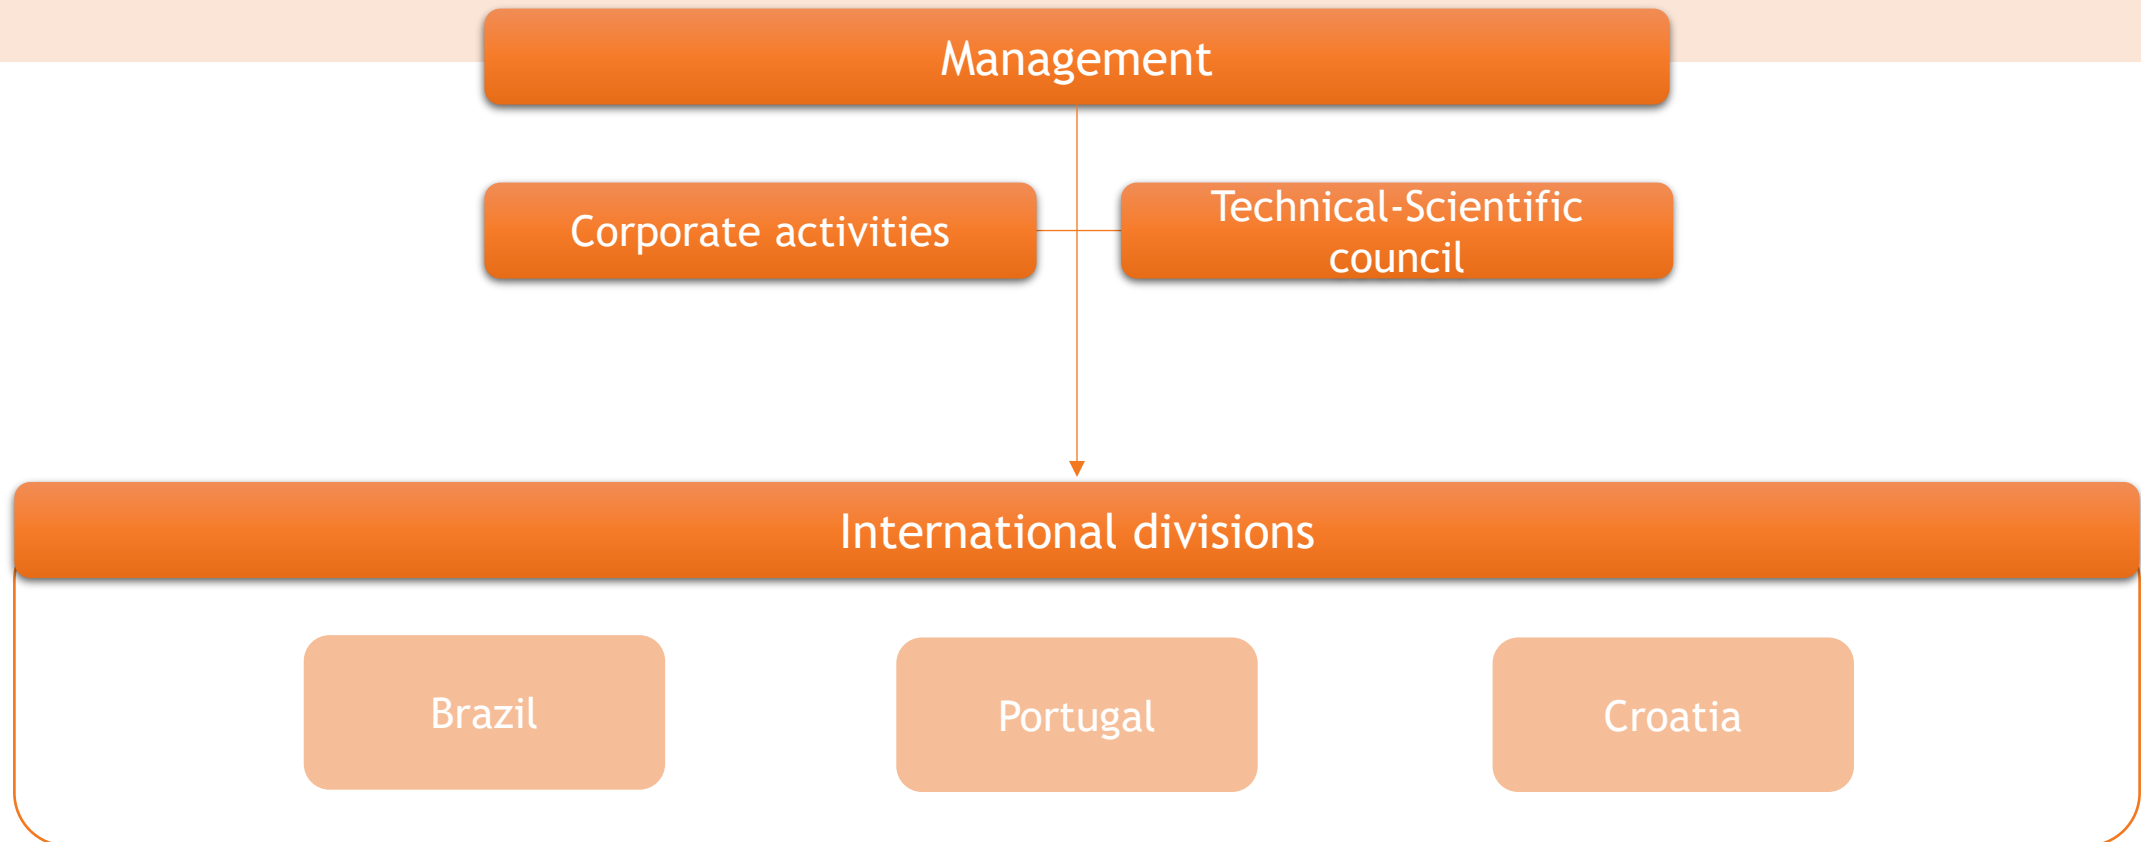 Management
Corporate activities
Technical-Scientific
council
International divisions
Brazil
Portugal
Croatia